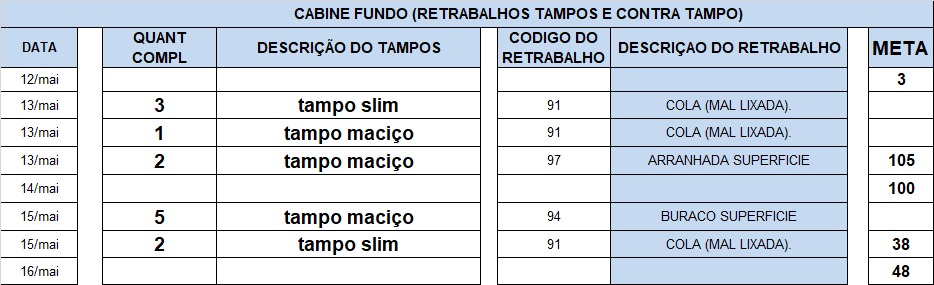 CABINE FUNDO (RETRABALHOS TAMPOS E CONTRA TAMPO)
DATA QUANT COMPL DESCRIÇÃO DO TAMPOS CODIGO DO RETRABALHO DESCRIÇAO DO RETRABALHO META
12/mai 3
13/mai 3 tampo slim 91 COLA (MAL LIXADA).
13/mai 1 tampo maciço 91 COLA (MAL LIXADA).
13/mai 2 tampo maciço 97 ARRANHADA SUPERFICIE 105
14/mai 100
15/mai 5 tampo maciço 94 BURACO SUPERFICIE
15/mai 2 tampo slim 91 COLA (MAL LIXADA). 38
16/mai 48